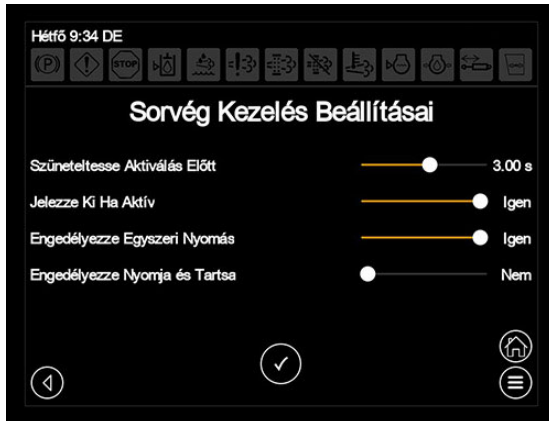 Hétfő 9:34 DE
(P) STOP
Sorvég Kezelés Beállításai
Szüneteltesse Aktiválás Előtt 3.00 s
Jelezze Ki Ha Aktív Igen
Engedélyezze Egyszeri Nyomás Igen
Engedélyezze Nyomja és Tartsa Nem